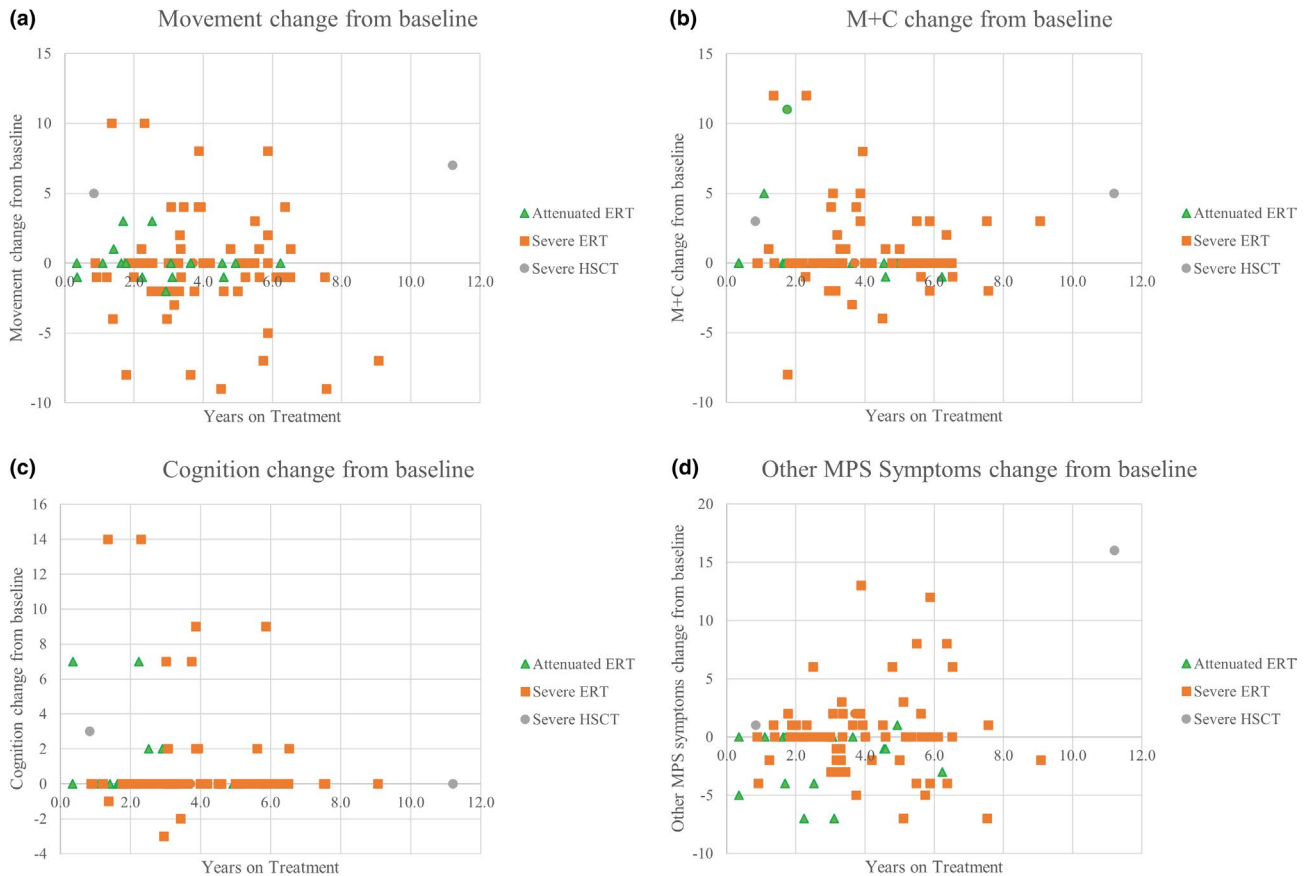 (a) Movement change from baseline
15
10
5
0
-5
-10
0.0 2.0 4.0 6.0 8.0 10.0 12.0
Movement change from baseline
Years on Treatment
Attenuated ERT
Severe ERT
Severe HSCT
(b) M+C change from baseline
15
10
5
0
-5
-10
0.0 2.0 4.0 6.0 8.0 10.0 12.0
M+C change from baseline
Years on Treatment
Attenuated ERT
Severe ERT
Severe HSCT
(c) Cognition change from baseline
16
14
12
10
8
6
4
2
0
-2
-4
0.0 2.0 4.0 6.0 8.0 10.0 12.0
Cognition change from baseline
Years on Treatment
Attenuated ERT
Severe ERT
Severe HSCT
(d) Other MPS Symptoms change from baseline
20
15
10
5
0
-5
-10
0.0 2.0 4.0 6.0 8.0 10.0 12.0
Other MPS symptoms change from baseline
Years on Treatment
Attenuated ERT
Severe ERT
Severe HSCT